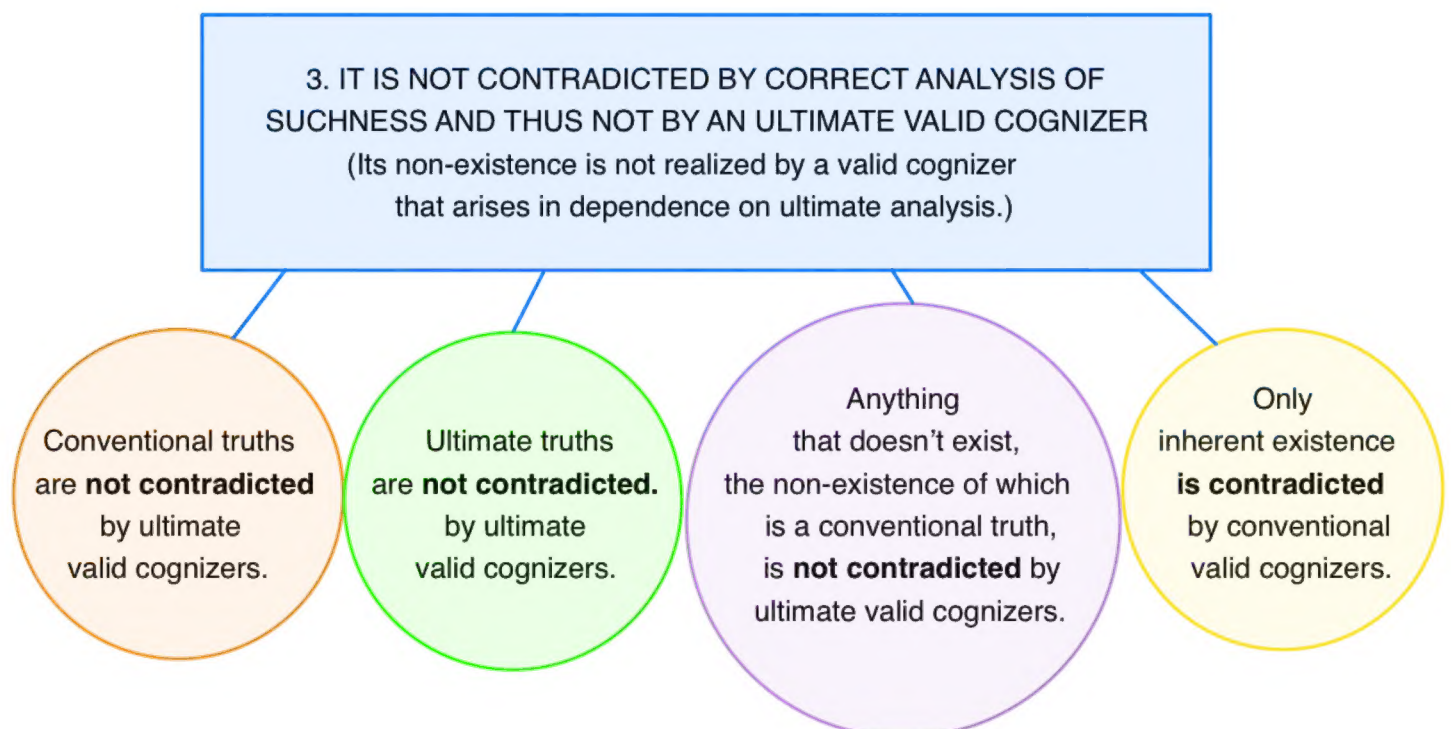 3. IT IS NOT CONTRADICTED BY CORRECT ANALYSIS OF
SUCHNESS AND THUS NOT BY AN ULTIMATE VALID COGNIZER
(Its non-existence is not realized by a valid cognizer
that arises in dependence on ultimate analysis.)
Conventional truths
are not contradicted
by ultimate
valid cognizers.
Ultimate truths
are not contradicted.
by ultimate
valid cognizers.
Anything
that doesn’t exist,
the non-existence of which
is a conventional truth,
is not contradicted by
ultimate valid cognizers.
Only
inherent existence
is contradicted
by conventional
valid cognizers.